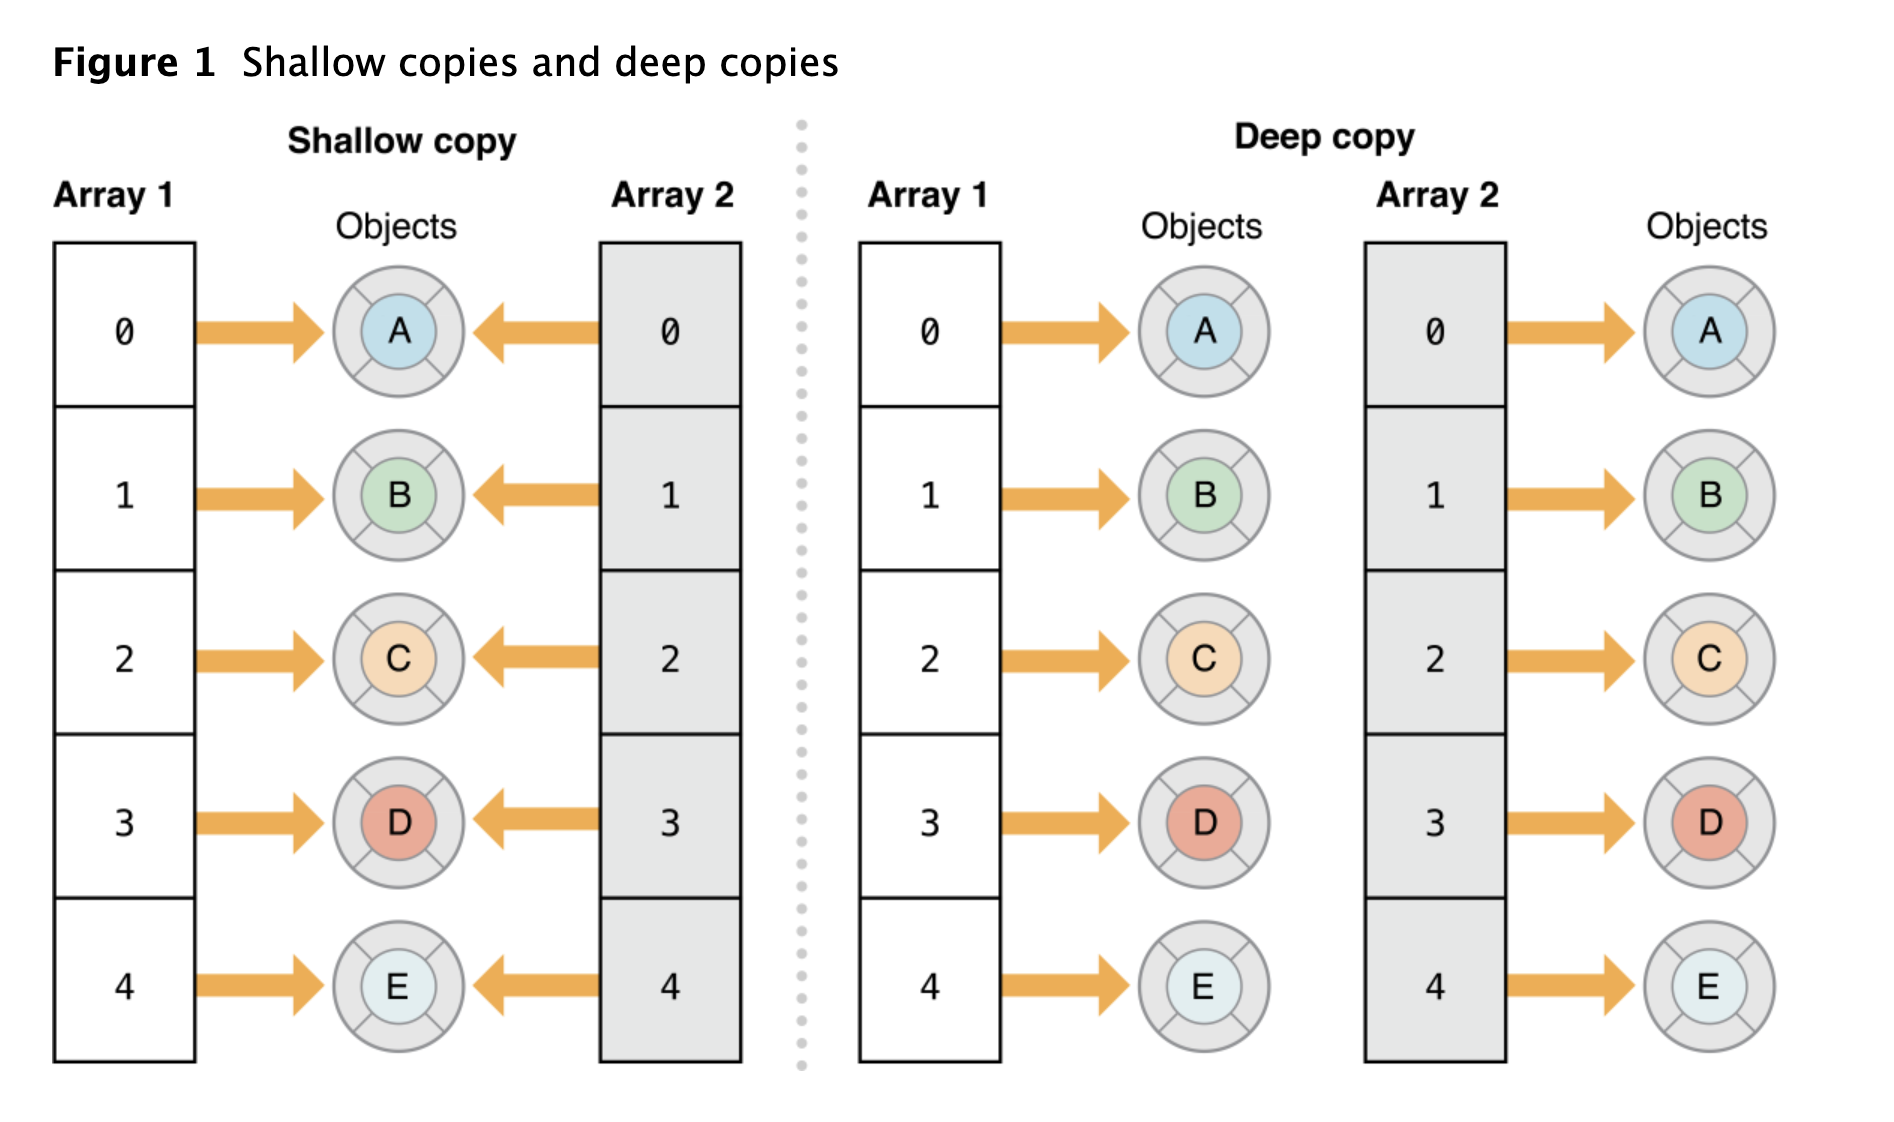 Figure 1 Shallow copies and deep copies
Shallow copy
Array 1
Objects
Array 2
0 A 0
1 B 1
2 C 2
3 D 3
4 E 4
Deep copy
Array 1
Objects
Array 2
Objects
0 A 0 A
1 B 1 B
2 C 2 C
3 D 3 D
4 E 4 E